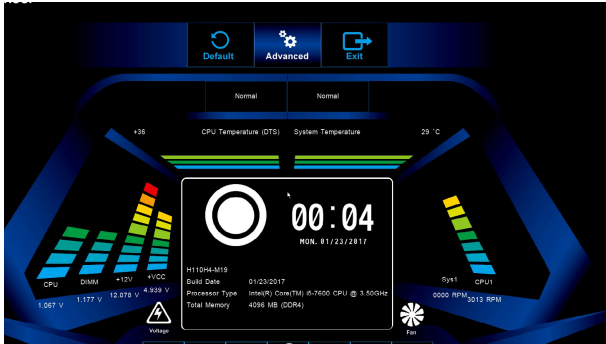 Default
Advanced
Exit
Normal
Normal
+36
CPU Temperature (DTS)
System Temperature
29 °C
00:04
MON. 01/23/2017
H110H4-M19
Build Date 01/23/2017
Processor Type Intel(R) Core(TM) i5-7600 CPU @ 3.50GHz
Total Memory 4096 MB (DDR4)
CPU
DIMM
+12V
+VCC
1.067 V
1.177 V
12.078 V
4.939 V
Voltage
Sys1
CPU1
0000 RPM
3013 RPM
Fan